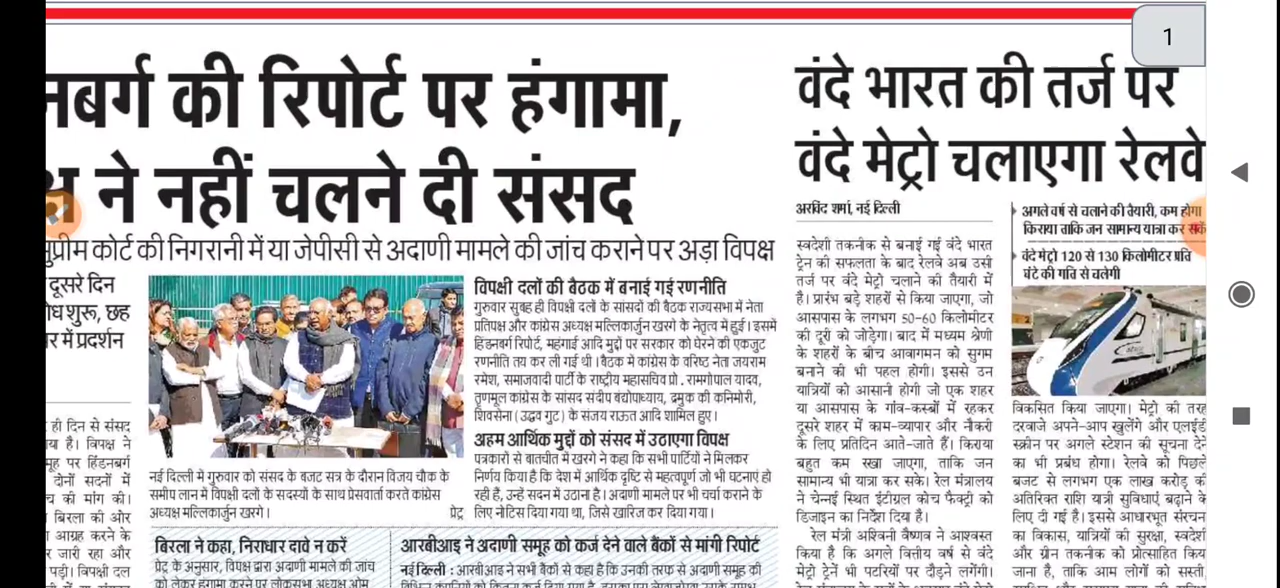 1
नबर्ग की रिपोर्ट पर हंगामा,
क्ष ने नहीं चलने दी संसद
सुप्रीम कोर्ट की निगरानी में या जेपीसी से अदाणी मामले की जांच कराने पर अड़ा विपक्ष
दूसरे दिन
शुरू, छह
र में प्रदर्शन
ही दिन से संसद
या है। विपक्ष ने
मूह पर हिंडनबर्ग
दोनों सदनों में
च की मांग की।
बिरला की ओर
आग्रह करने के
र जारी रहा और
पड़ी। विपक्षी दल
नई दिल्ली में गुरुवार को संसद के बजट सत्र के दौरान विजय चौक के
समीप लान में विपक्षी दलों के सदस्यों के साथ प्रेसवार्ता करते कांग्रेस
अध्यक्ष मल्लिकार्जुन खरगे। प्रेट्र
विपक्षी दलों की बैठक में बनाई गई रणनीति
गुरुवार सुबह ही विपक्षी दलों के सांसदों की बैठक राज्यसभा में नेता
प्रतिपक्ष और कांग्रेस अध्यक्ष मल्लिकार्जुन खरगे के नेतृत्व में हुई। इसमें
हिंडनबर्ग रिपोर्ट, महंगाई आदि मुद्दों पर सरकार को घेरने की एकजुट
रणनीति तय कर ली गई थी। बैठक में कांग्रेस के वरिष्ठ नेता जयराम
रमेश, समाजवादी पार्टी के राष्ट्रीय महासचिव प्रो. रामगोपाल यादव,
तृणमूल कांग्रेस के सांसद संदीप बंद्योपाध्याय, द्रमुक की कनिमोरी,
शिवसेना (उद्धव गुट) के संजय राऊत आदि शामिल हुए।
अहम आर्थिक मुद्दों को संसद में उठाएगा विपक्ष
पत्रकारों से बातचीत में खरगे ने कहा कि सभी पार्टियों ने मिलकर
निर्णय किया है कि देश में आर्थिक दृष्टि से महत्वपूर्ण जो भी घटनाएं हो
रही हैं, उन्हें सदन में उठाना है। अदाणी मामले पर भी चर्चा कराने के
लिए नोटिस दिया गया था, जिसे खारिज कर दिया गया।
बिरला ने कहा, निराधार दावे न करें
प्रेट्र के अनुसार, विपक्ष द्वारा अदाणी मामले की जांच
को लेकर हंगामा करने पर लोकसभा अध्यक्ष ओम
आरबीआइ ने अदाणी समूह को कर्ज देने वाले बैंकों से मांगी रिपोर्ट
नई दिल्ली : आरबीआइ ने सभी बैंकों से कहा है कि उनकी तरफ से अदाणी समूह की
वंदे भारत की तर्ज पर
वंदे मेट्रो चलाएगा रेलवे
अरविंद शर्मा, नई दिल्ली
स्वदेशी तकनीक से बनाई गई वंदे भारत
ट्रेन की सफलता के बाद रेलवे अब उसी
तर्ज पर वंदे मेट्रो चलाने की तैयारी में
है। प्रारंभ बड़े शहरों से किया जाएगा, जो
आसपास के लगभग 50-60 किलोमीटर
की दूरी को जोड़ेगा। बाद में मध्यम श्रेणी
के शहरों के बीच आवागमन को सुगम
बनाने की भी पहल होगी। इससे उन
यात्रियों को आसानी होगी जो एक शहर
या आसपास के गांव-कस्बों में रहकर
दूसरे शहर में काम-व्यापार और नौकरी
के लिए प्रतिदिन आते-जाते हैं। किराया
बहुत कम रखा जाएगा, ताकि जन
सामान्य भी यात्रा कर सके। रेल मंत्रालय
ने चेन्नई स्थित इंटीग्रल कोच फैक्ट्री को
डिजाइन का निर्देश दिया है।
रेल मंत्री अश्विनी वैष्णव ने आश्वस्त
किया है कि अगले वित्तीय वर्ष से वंदे
मेट्रो ट्रेनें भी पटरियों पर दौड़ने लगेंगी।
अगले वर्ष से चलाने की तैयारी, कम होगा
किराया ताकि जन सामान्य यात्रा कर सकें
वंदे मेट्रो 120 से 130 किलोमीटर प्रति
घंटे की गति से चलेगी
विकसित किया जाएगा। मेट्रो की तरह
दरवाजे अपने-आप खुलेंगे और एलईडी
स्क्रीन पर अगले स्टेशन की सूचना देने
का भी प्रबंध होगा। रेलवे को पिछले
बजट से लगभग एक लाख करोड़ की
अतिरिक्त राशि यात्री सुविधाएं बढ़ाने के
लिए दी गई है। इससे आधारभूत संरचना
का विकास, यात्रियों की सुरक्षा, स्वदेशी
और ग्रीन तकनीक को प्रोत्साहित किया
जाना है, ताकि आम लोगों को सस्ती